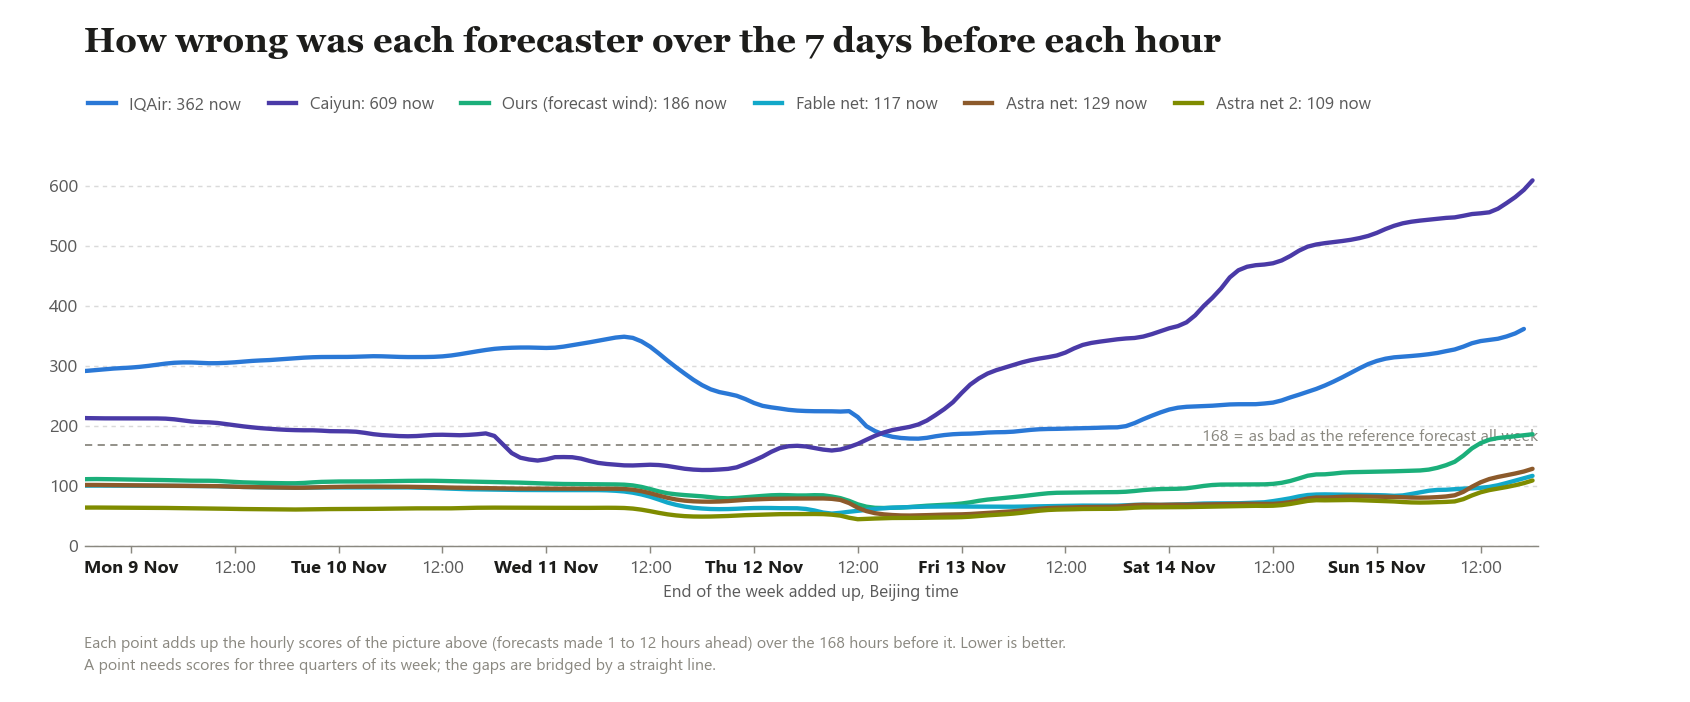 How wrong was each forecaster over the 7 days before each hour
IQAir: 362 now Caiyun: 609 now Ours (forecast wind): 186 now Fable net: 117 now Astra net: 129 now Astra net 2: 109 now
600
500
400
300
200
168 = as bad as the reference forecast all week
100
0
Mon 9 Nov 12:00 Tue 10 Nov 12:00 Wed 11 Nov 12:00 Thu 12 Nov 12:00 Fri 13 Nov 12:00 Sat 14 Nov 12:00 Sun 15 Nov 12:00
End of the week added up, Beijing time
Each point adds up the hourly scores of the picture above (forecasts made 1 to 12 hours ahead) over the 168 hours before it. Lower is better.
A point needs scores for three quarters of its week; the gaps are bridged by a straight line.